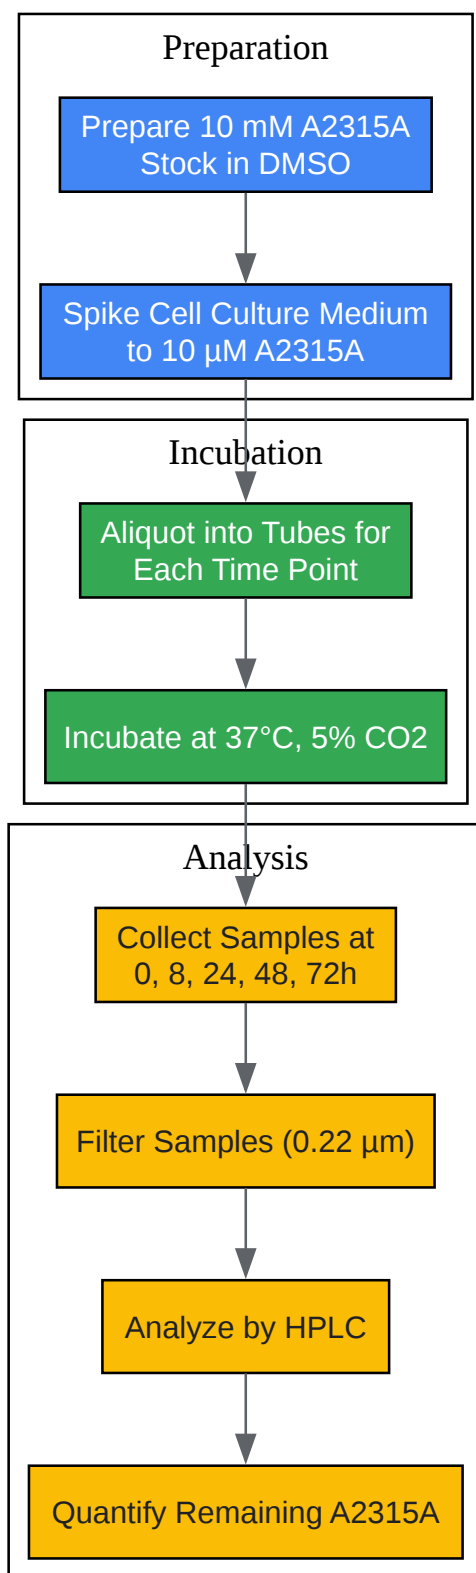 Preparation
Prepare 10 mM A2315A
Stock in DMSO
Spike Cell Culture Medium
to 10 µM A2315A
Incubation
Aliquot into Tubes for
Each Time Point
Incubate at 37°C, 5% CO2
Analysis
Collect Samples at
0, 8, 24, 48, 72h
Filter Samples (0.22 µm)
Analyze by HPLC
Quantify Remaining A2315A